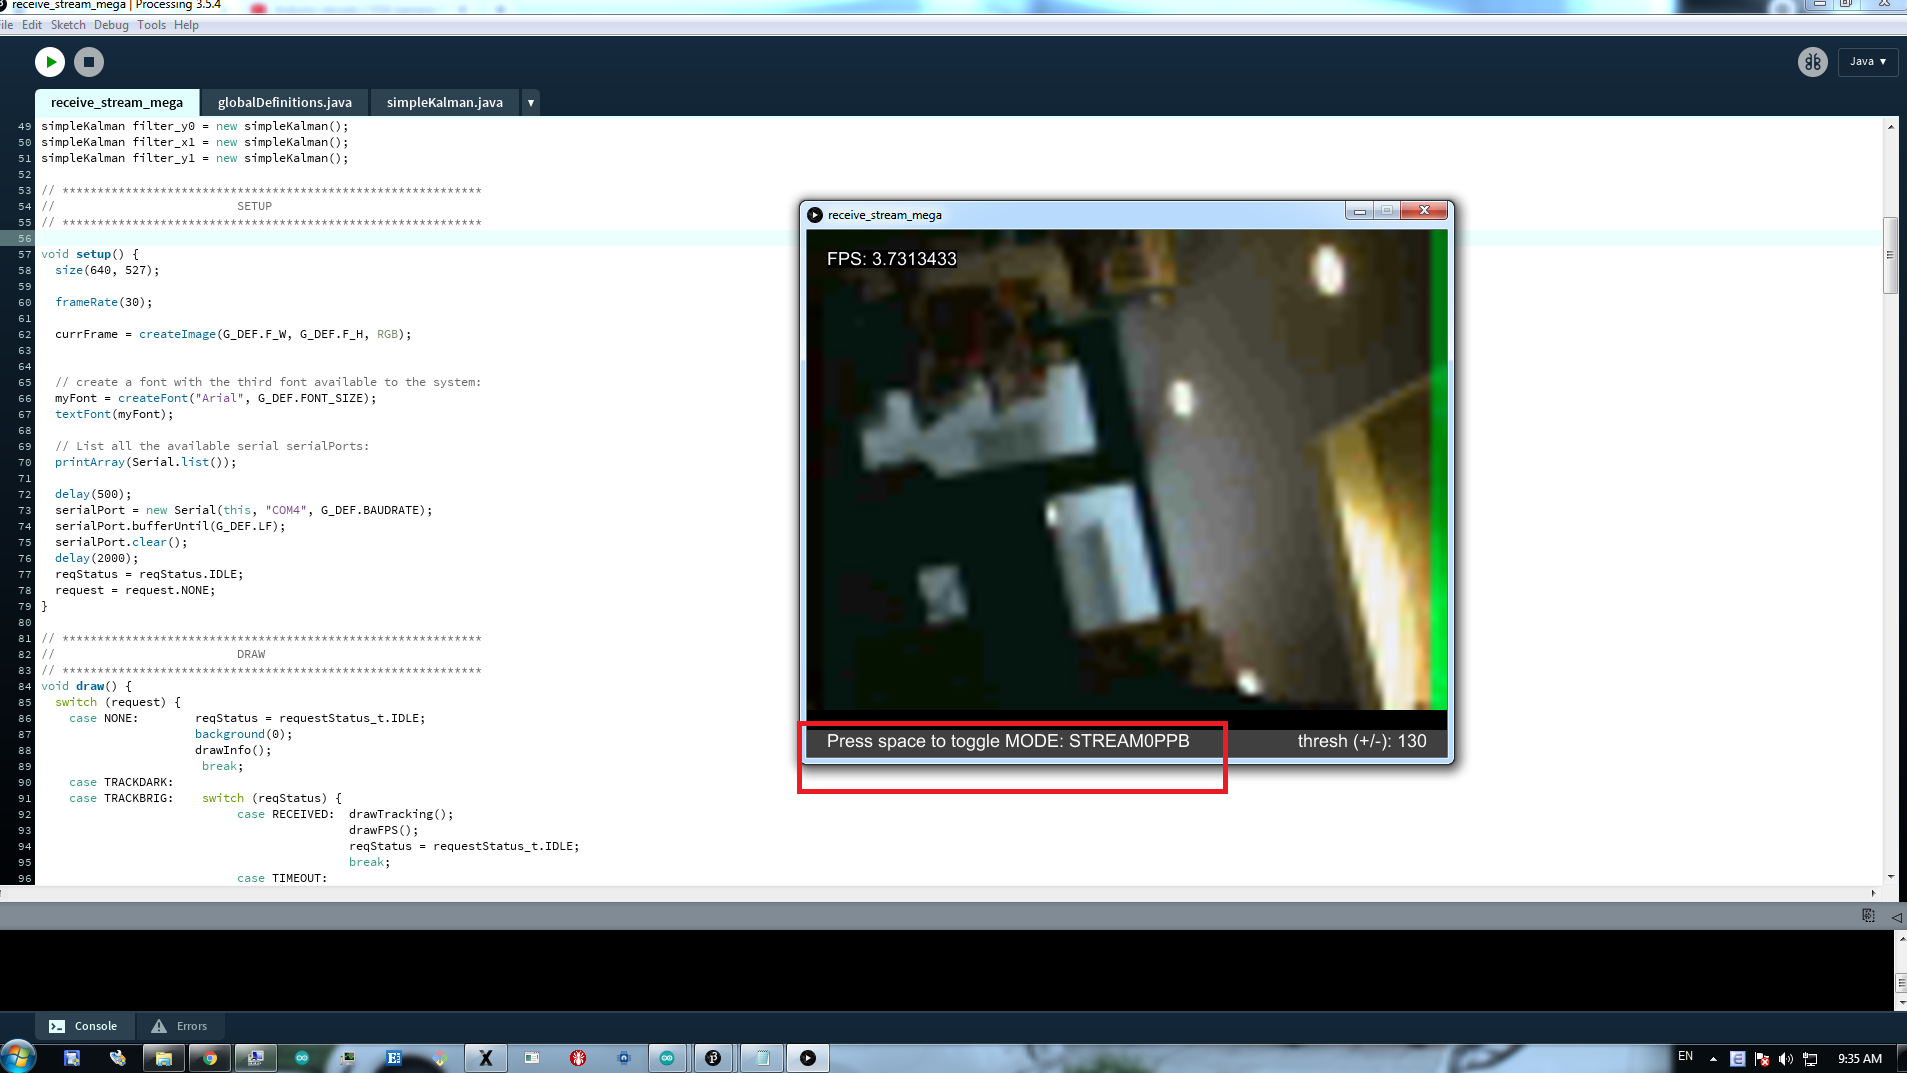 receive_stream_mega | Processing 3.5.4
File Edit Sketch Debug Tools Help
Java ▾
receive_stream_mega globalDefinitions.java simpleKalman.java ▾
49 simpleKalman filter_y0 = new simpleKalman();
50 simpleKalman filter_x1 = new simpleKalman();
51 simpleKalman filter_y1 = new simpleKalman();
52
53 // ************************************************************
54 // SETUP
55 // ************************************************************
56
57 void setup() {
58 size(640, 527);
59
60 frameRate(30);
61
62 currFrame = createImage(G_DEF.F_W, G_DEF.F_H, RGB);
63
64
65 // create a font with the third font available to the system:
66 myFont = createFont("Arial", G_DEF.FONT_SIZE);
67 textFont(myFont);
68
69 // List all the available serial serialPorts:
70 printArray(Serial.list());
71
72 delay(500);
73 serialPort = new Serial(this, "COM4", G_DEF.BAUDRATE);
74 serialPort.bufferUntil(G_DEF.LF);
75 serialPort.clear();
76 delay(2000);
77 reqStatus = reqStatus.IDLE;
78 request = request.NONE;
79 }
80
81 // ************************************************************
82 // DRAW
83 // ************************************************************
84 void draw() {
85 switch (request) {
86 case NONE: reqStatus = requestStatus_t.IDLE;
87 background(0);
88 drawInfo();
89 break;
90 case TRACKDARK:
91 case TRACKBRIG: switch (reqStatus) {
92 case RECEIVED: drawTracking();
93 drawFPS();
94 reqStatus = requestStatus_t.IDLE;
95 break;
96 case TIMEOUT:
receive_stream_mega
FPS: 3.7313433
Press space to toggle MODE: STREAM0PPB thresh (+/-): 130
Console Errors
EN 9:35 AM